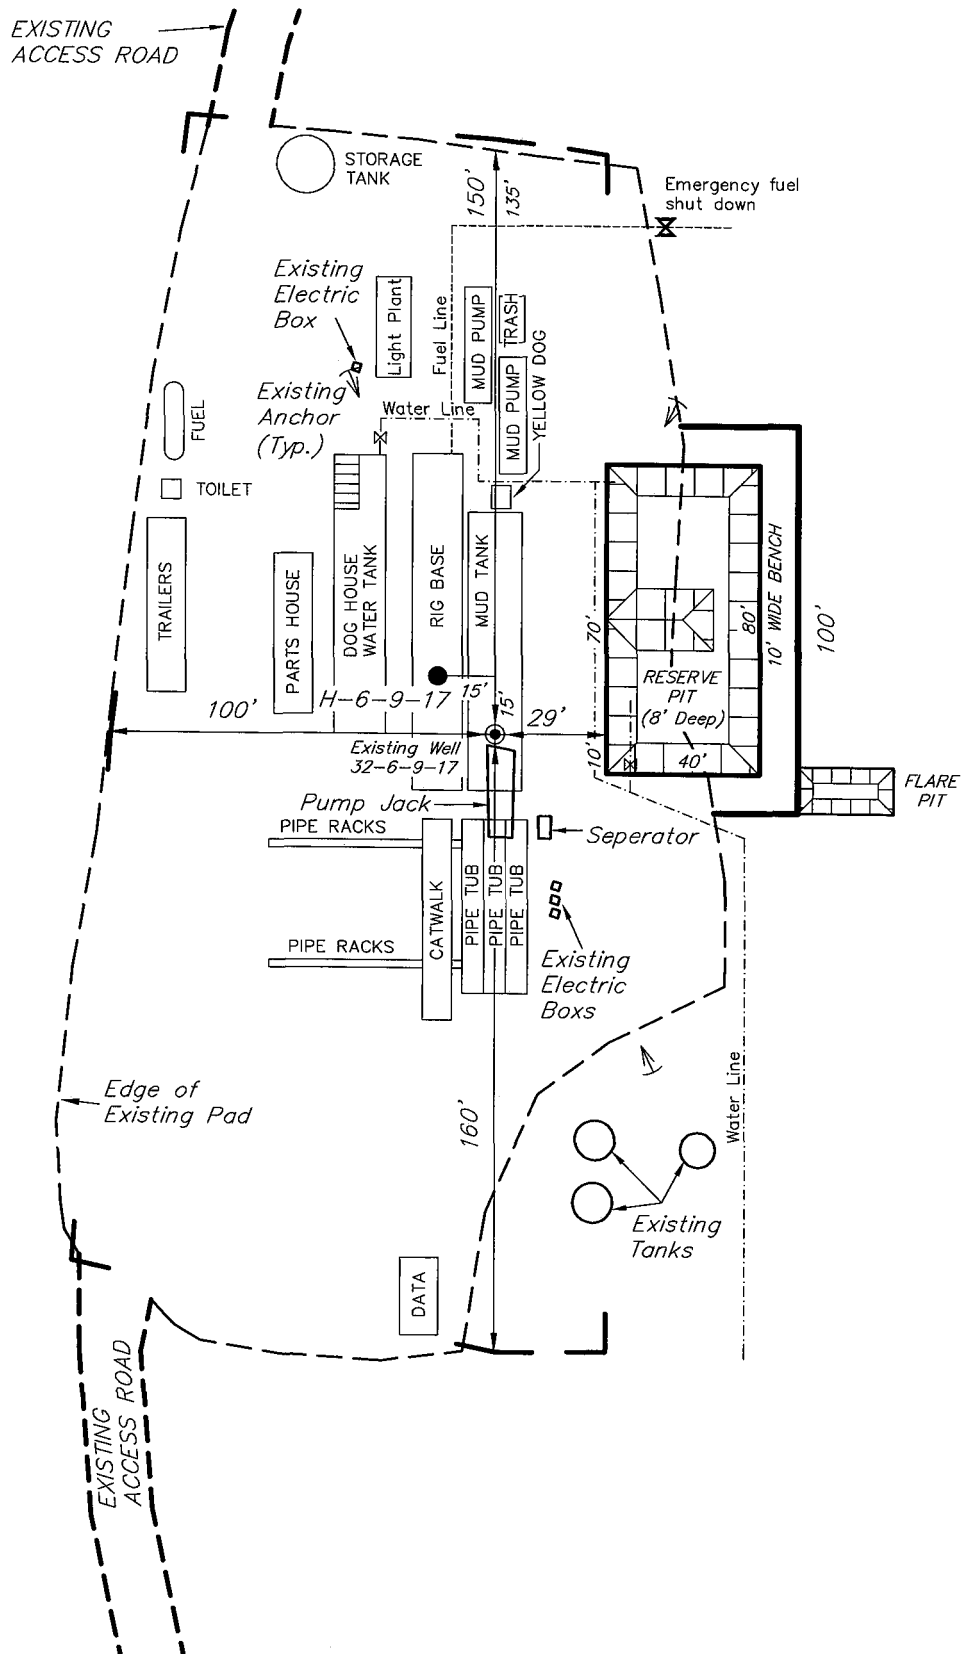 EXISTING
ACCESS ROAD
STORAGE
TANK
150'
135'
Emergency fuel
shut down
Existing
Electric
Box
Light Plant
Fuel Line
MUD PUMP
TRASH
MUD PUMP
YELLOW DOG
Existing
Anchor
(Typ.)
Water Line
FUEL
TOILET
TRAILERS
PARTS HOUSE
DOG HOUSE
WATER TANK
RIG BASE
MUD TANK
70'
80'
10' WIDE BENCH
100'
RESERVE
PIT
(8' Deep)
40'
10'
H-6-9-17
15'
15'
100'
29'
Existing Well
32-6-9-17
FLARE
PIT
Pump Jack
PIPE RACKS
Seperator
CATWALK
PIPE TUB
PIPE TUB
PIPE TUB
PIPE RACKS
Existing
Electric
Boxs
Edge of
Existing Pad
160'
Water Line
Existing
Tanks
DATA
EXISTING
ACCESS ROAD